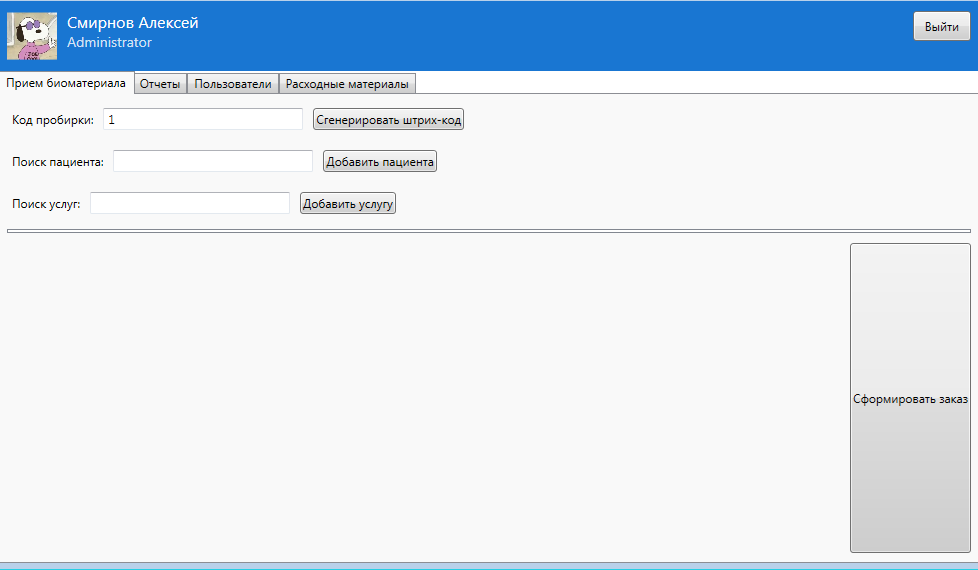 Смирнов Алексей
Administrator
Выйти
Прием биоматериала Отчеты Пользователи Расходные материалы
Код пробирки: 1 Сгенерировать штрих-код
Поиск пациента: Добавить пациента
Поиск услуг: Добавить услугу
Сформировать заказ